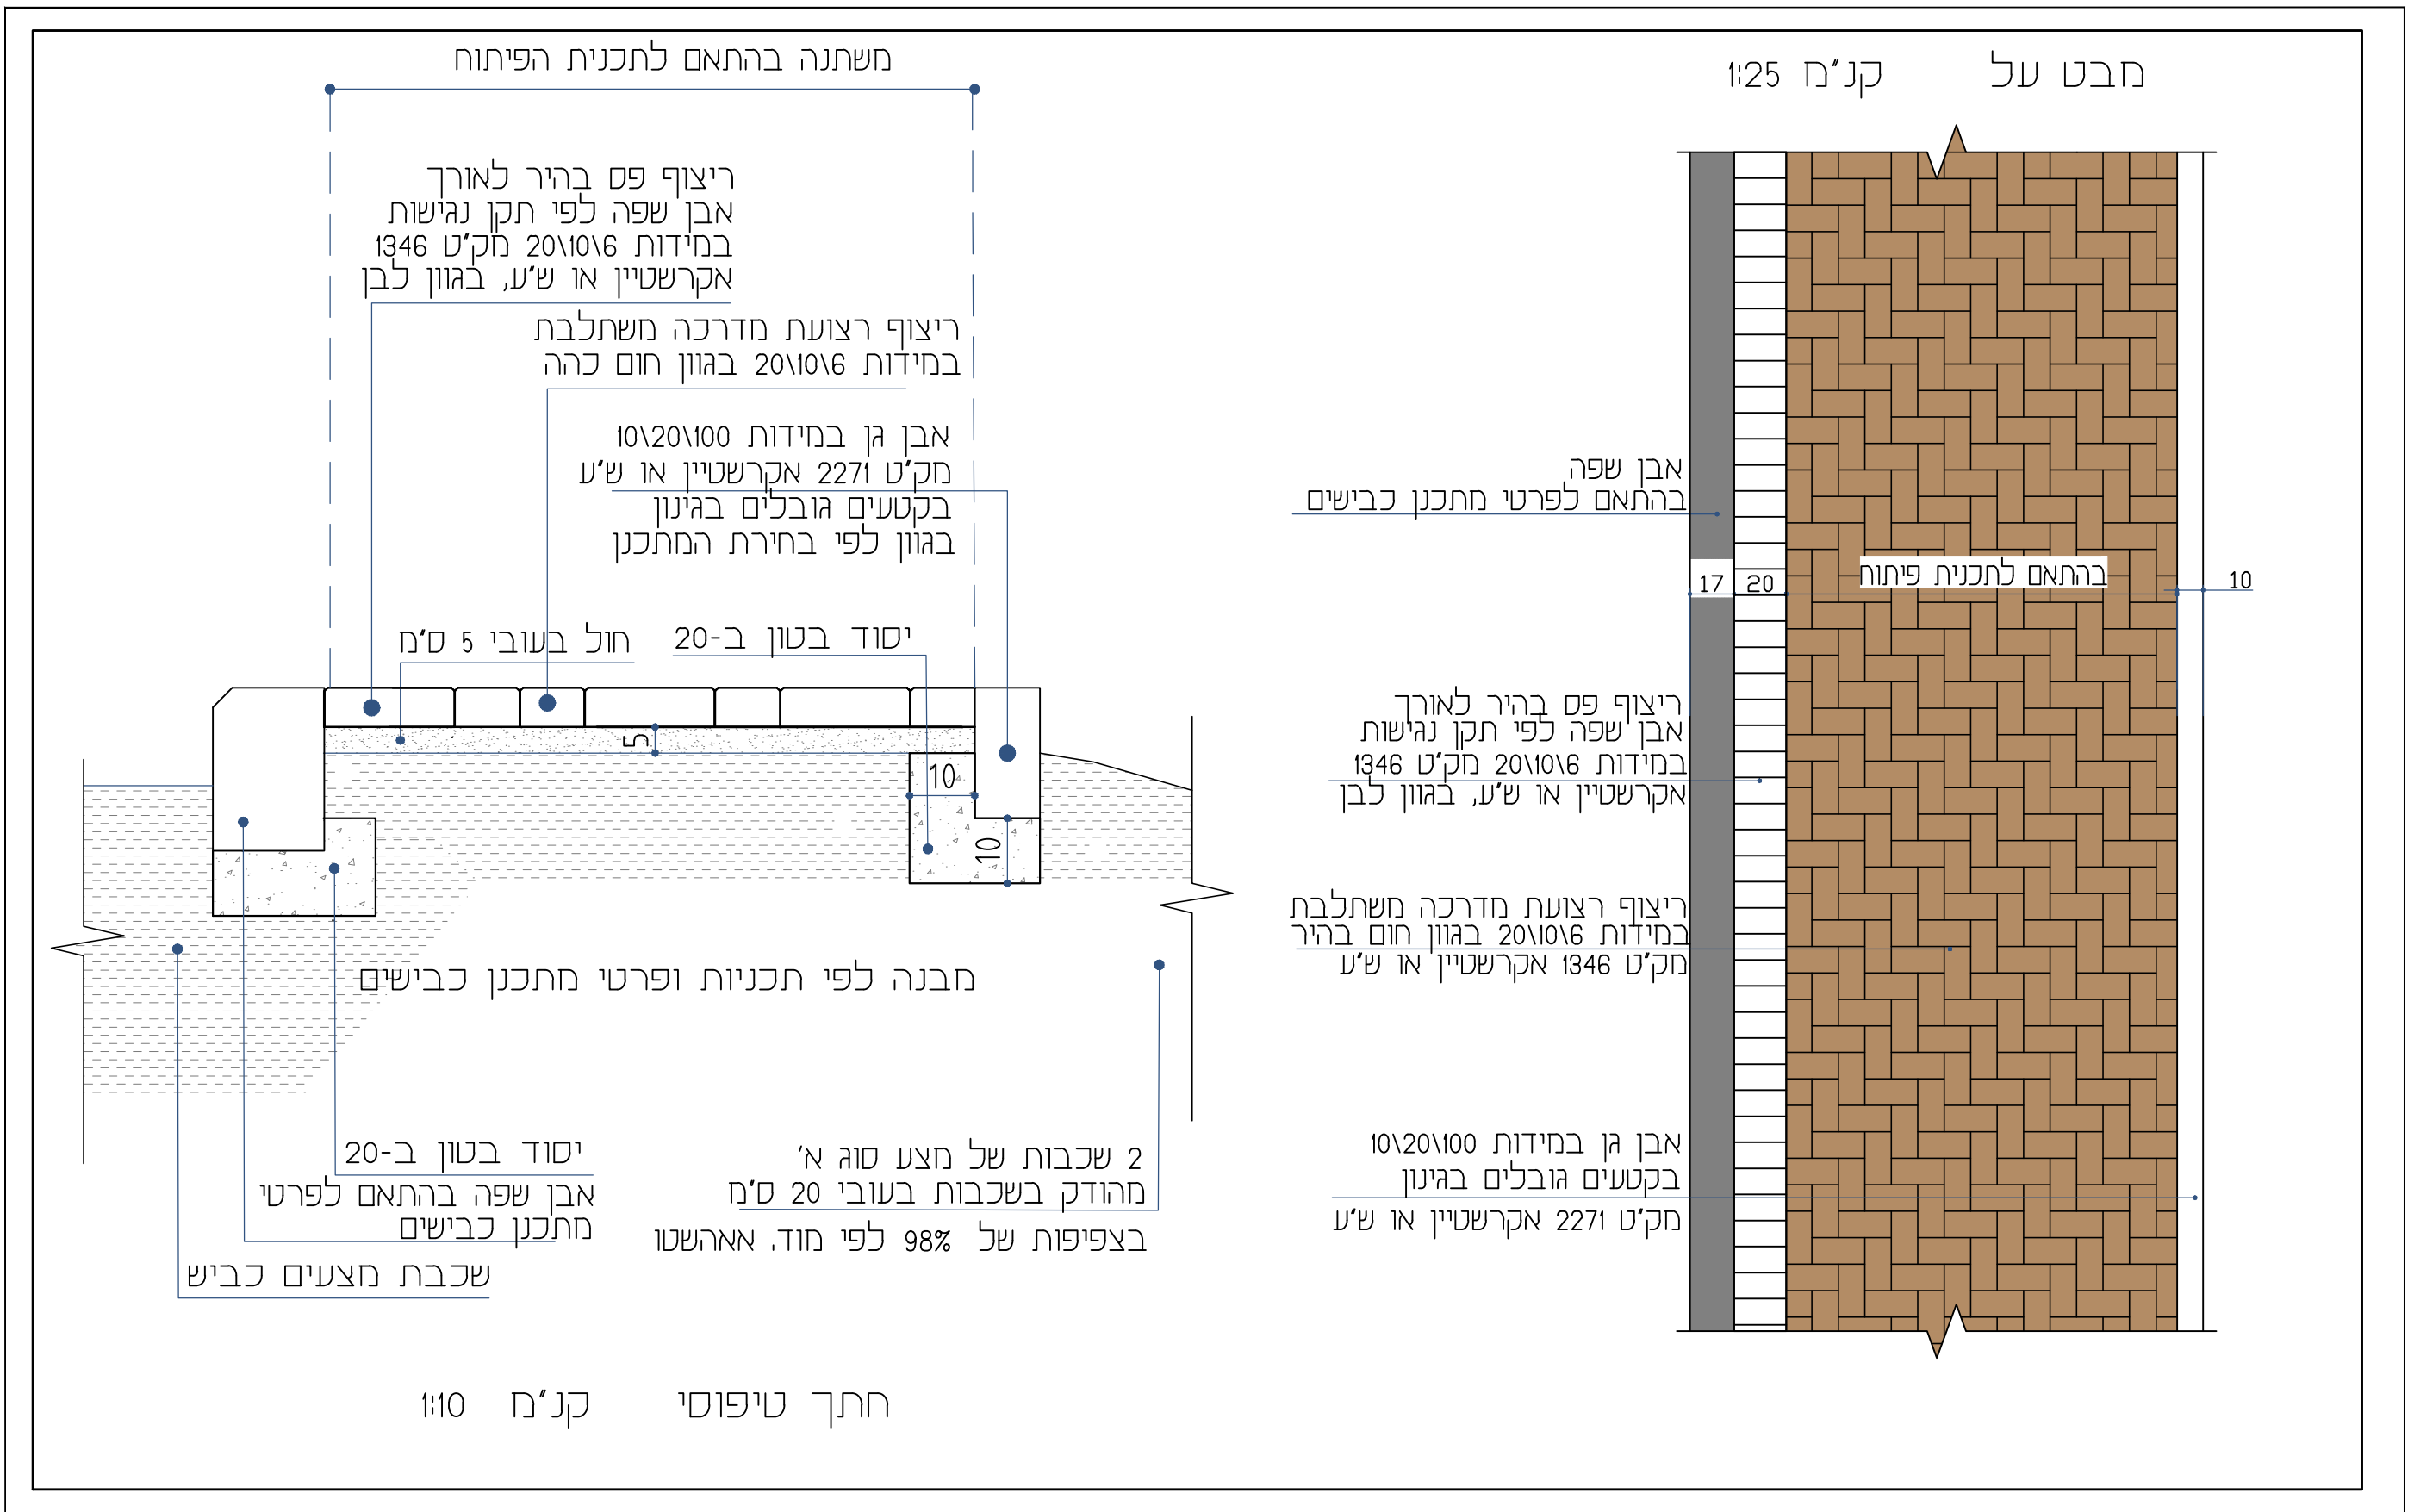 משתנה בהתאם לתכנית הפיתוח
ריצוף פס בהיר לאורך
אבן שפה לפי תקן נגישות
במידות 20\10\6 מק'ט 1346
אקרשטיין או ש'ע, בגוון לבן
ריצוף רצועת מדרכה משתלבת
במידות 20\10\6 בגוון חום כהה
אבן גן במידות 10\20\100
מק'ט 2271 אקרשטיין או ש'ע
בקטעים גובלים בגינון
בגוון לפי בחירת המתכנן
יסוד בטון ב-20
חול בעובי 5 ס'מ
5
10
10
מבנה לפי תכניות ופרטי מתכנן כבישים
יסוד בטון ב-20
אבן שפה בהתאם לפרטי
מתכנן כבישים
שכבת מצעים כביש
2 שכבות של מצע סוג א'
מהודק בשכבות בעובי 20 ס'מ
בצפיפות של 98% לפי מוד. אאהשטו
חתך טיפוסי קנ"מ 1:10
מבט על קנ"מ 1:25
אבן שפה
בהתאם לפרטי מתכנן כבישים
17
20
בהתאם לתכנית פיתוח
10
ריצוף פס בהיר לאורך
אבן שפה לפי תקן נגישות
במידות 20\10\6 מק'ט 1346
אקרשטיין או ש'ע, בגוון לבן
ריצוף רצועת מדרכה משתלבת
במידות 20\10\6 בגוון חום בהיר
מק'ט 1346 אקרשטיין או ש'ע
אבן גן במידות 10\20\100
בקטעים גובלים בגינון
מק'ט 2271 אקרשטיין או ש'ע